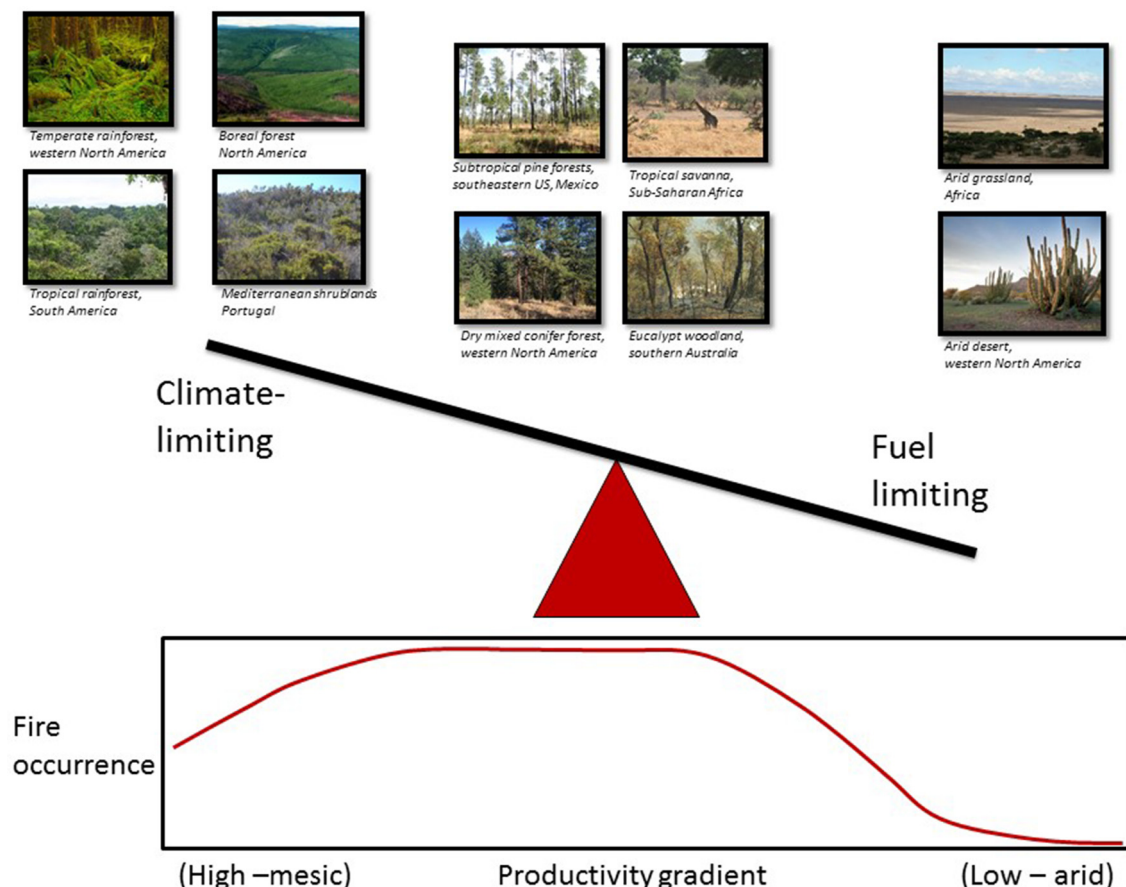 Temperate rainforest,
western North America
Boreal forest
North America
Subtropical pine forests,
southeastern US, Mexico
Tropical savanna,
Sub-Saharan Africa
Arid grassland,
Africa
Tropical rainforest,
South America
Mediterranean shrublands
Portugal
Dry mixed conifer forest,
western North America
Eucalypt woodland,
southern Australia
Arid desert,
western North America
Climate-
limiting
Fuel
limiting
Fire
occurrence
(High –mesic)
Productivity gradient
(Low – arid)